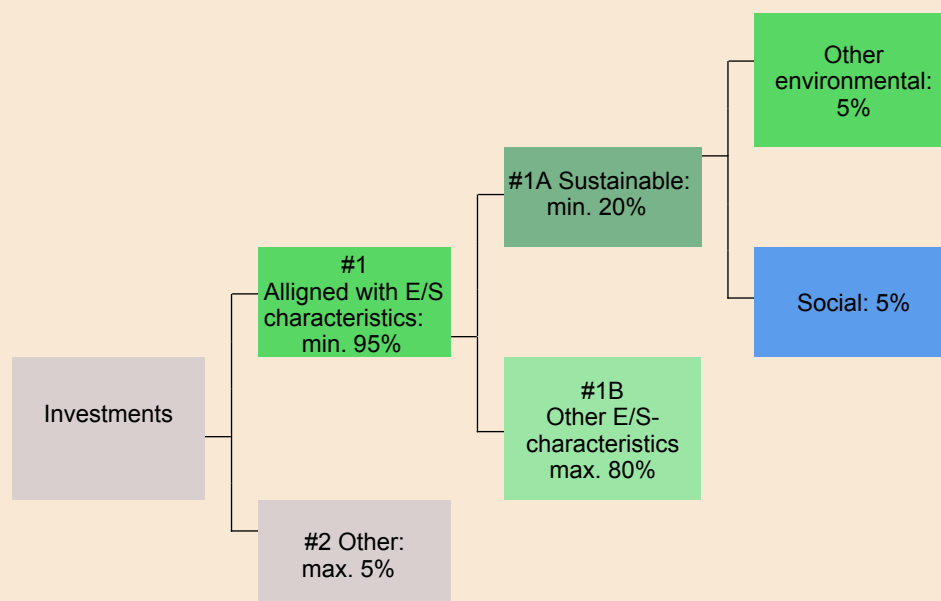 Investments
#1
Alligned with E/S
characteristics:
min. 95%
#2 Other:
max. 5%
#1A Sustainable:
min. 20%
#1B
Other E/S-
characteristics
max. 80%
Other
environmental:
5%
Social: 5%